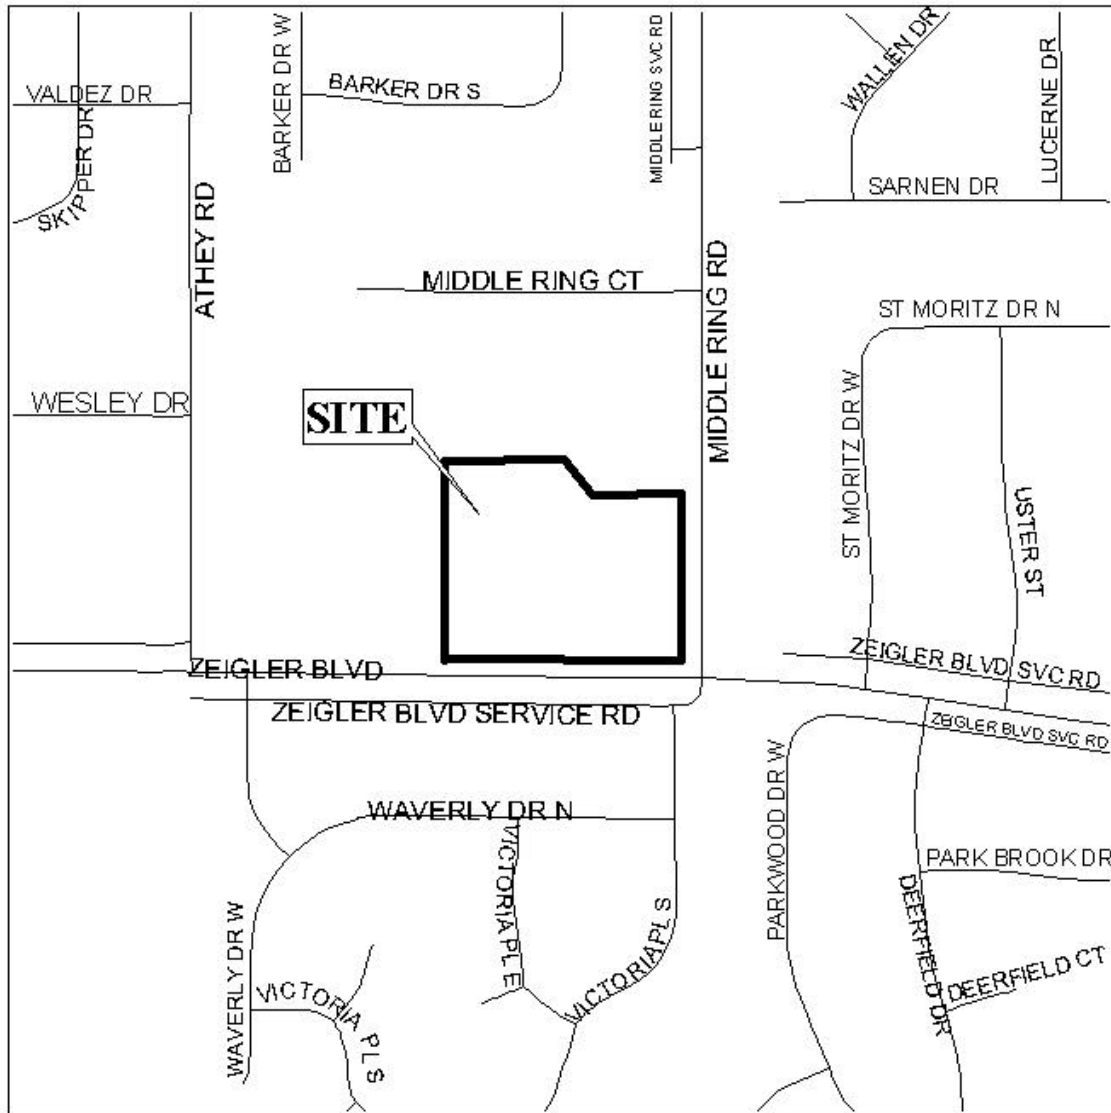 VALDEZ DR
SKIPPER DR
BARKER DR W
BARKER DR S
MIDDLE RING SVC RD
WALLEN DR
LUCERNE DR
SARNEN DR
ATHEY RD
MIDDLE RING CT
MIDDLE RING RD
ST MORITZ DR N
WESLEY DR
SITE
ST MORITZ DR W
USTER ST
ZEIGLER BLVD
ZEIGLER BLVD SVC RD
ZEIGLER BLVD SERVICE RD
ZEIGLER BLVD SVC RD
PARKWOOD DR W
WAVERLY DR N
VICTORIA PL E
VICTORIA PL S
PARK BROOK DR
DEERFIELD DR
DEERFIELD CT
WAVERLY DR W
VICTORIA PL S